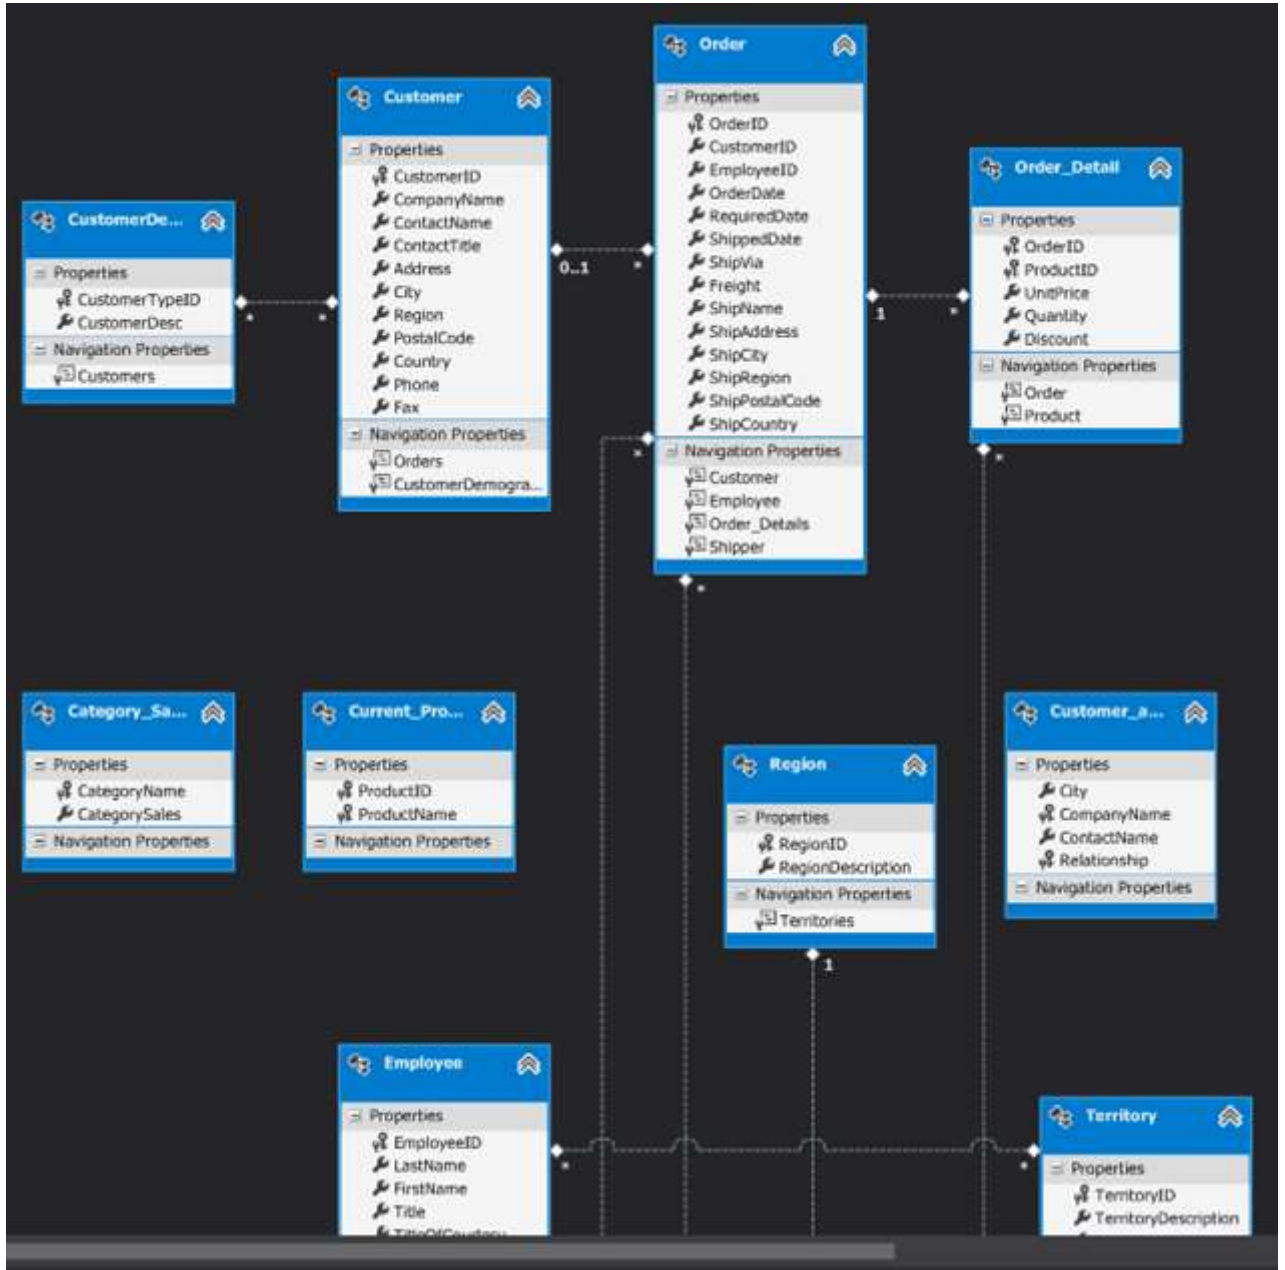 CustomerDe...
Properties
CustomerTypeID
CustomerDesc
Navigation Properties
Customers
*
*
Customer
Properties
CustomerID
CompanyName
ContactName
ContactTitle
Address
City
Region
PostalCode
Country
Phone
Fax
Navigation Properties
Orders
CustomerDemogra...
0..1
*
Order
Properties
OrderID
CustomerID
EmployeeID
OrderDate
RequiredDate
ShippedDate
ShipVia
Freight
ShipName
ShipAddress
ShipCity
ShipRegion
ShipPostalCode
ShipCountry
Navigation Properties
Customer
Employee
Order_Details
Shipper
*
*
1
*
Order_Detail
Properties
OrderID
ProductID
UnitPrice
Quantity
Discount
Navigation Properties
Order
Product
*
Category_Sa...
Properties
CategoryName
CategorySales
Navigation Properties
Current_Pro...
Properties
ProductID
ProductName
Navigation Properties
Region
Properties
RegionID
RegionDescription
Navigation Properties
Territories
1
Customer_a...
Properties
City
CompanyName
ContactName
Relationship
Navigation Properties
Employee
Properties
EmployeeID
LastName
FirstName
Title
TitleOfCourtesy
*
*
Territory
Properties
TerritoryID
TerritoryDescription